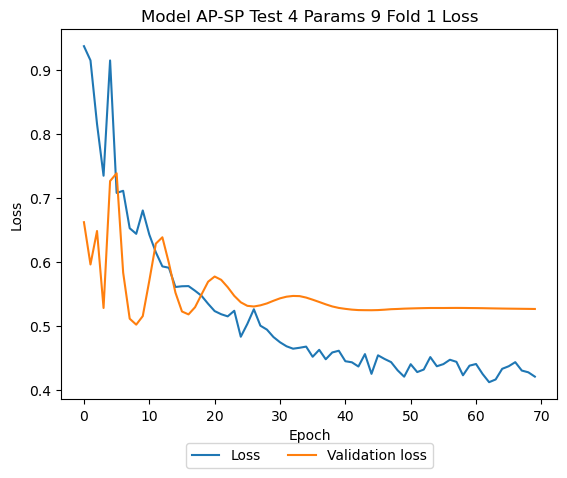 Model AP-SP Test 4 Params 9 Fold 1 Loss
0.9
0.8
0.7
0.6
0.5
0.4
Loss
0 10 20 30 40 50 60 70
Epoch
Loss Validation loss